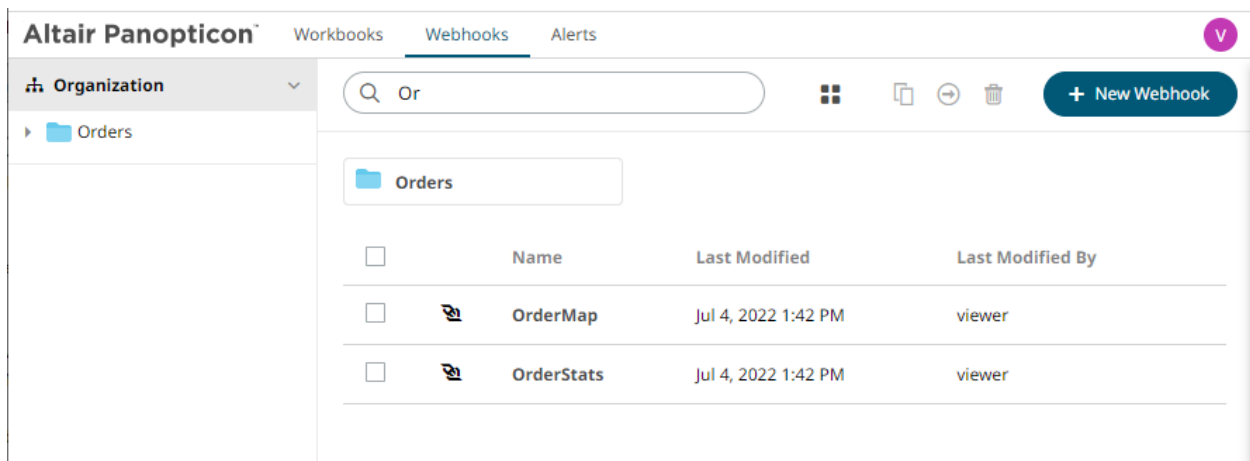 Altair Panopticon™ Workbooks Webhooks Alerts V
Organization
Or
+ New Webhook
Orders
Orders
Name Last Modified Last Modified By
OrderMap Jul 4, 2022 1:42 PM viewer
OrderStats Jul 4, 2022 1:42 PM viewer